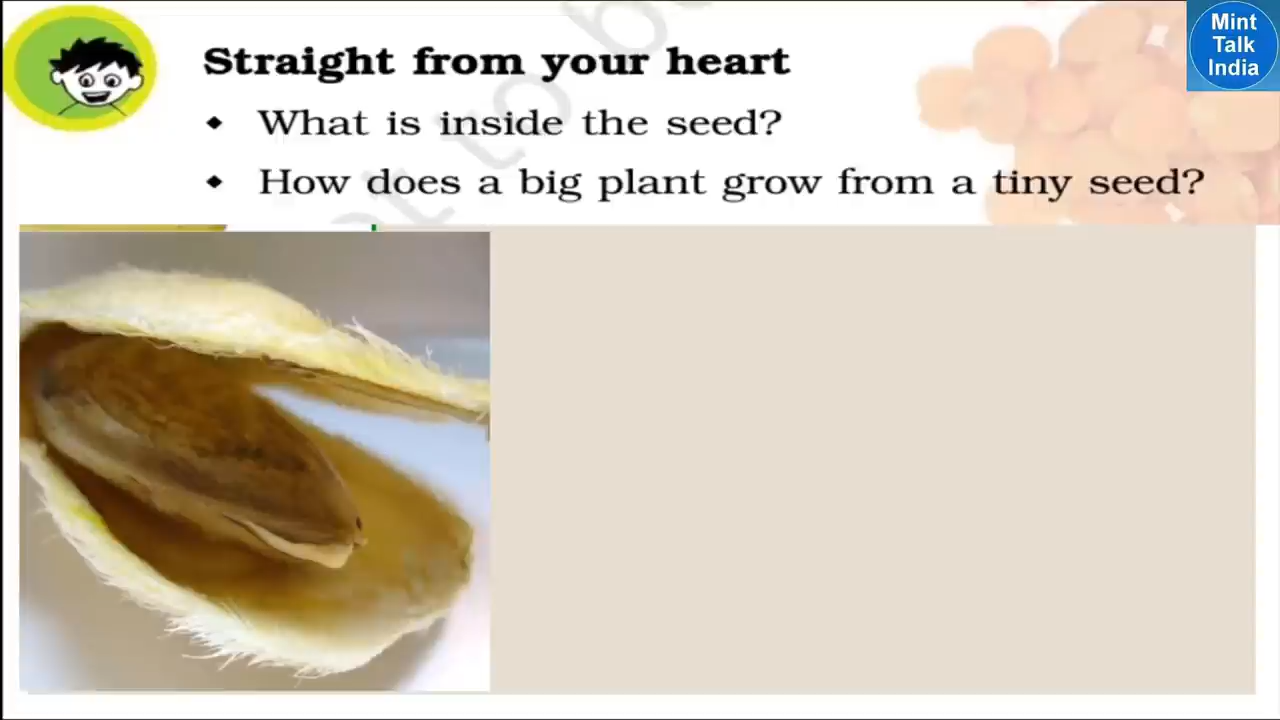 Straight from your heart
◆ What is inside the seed?
◆ How does a big plant grow from a tiny seed?
Mint
Talk
India